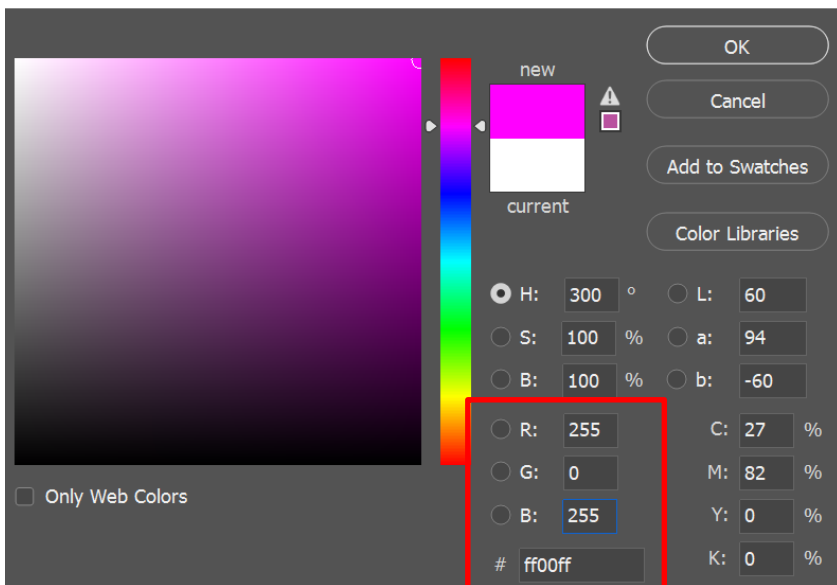 OK
new
Cancel
Add to Swatches
current
Color Libraries
H: 300 ° L: 60
S: 100 % a: 94
B: 100 % b: -60
R: 255 C: 27 %
G: 0 M: 82 %
Only Web Colors
B: 255 Y: 0 %
# ff00ff K: 0 %